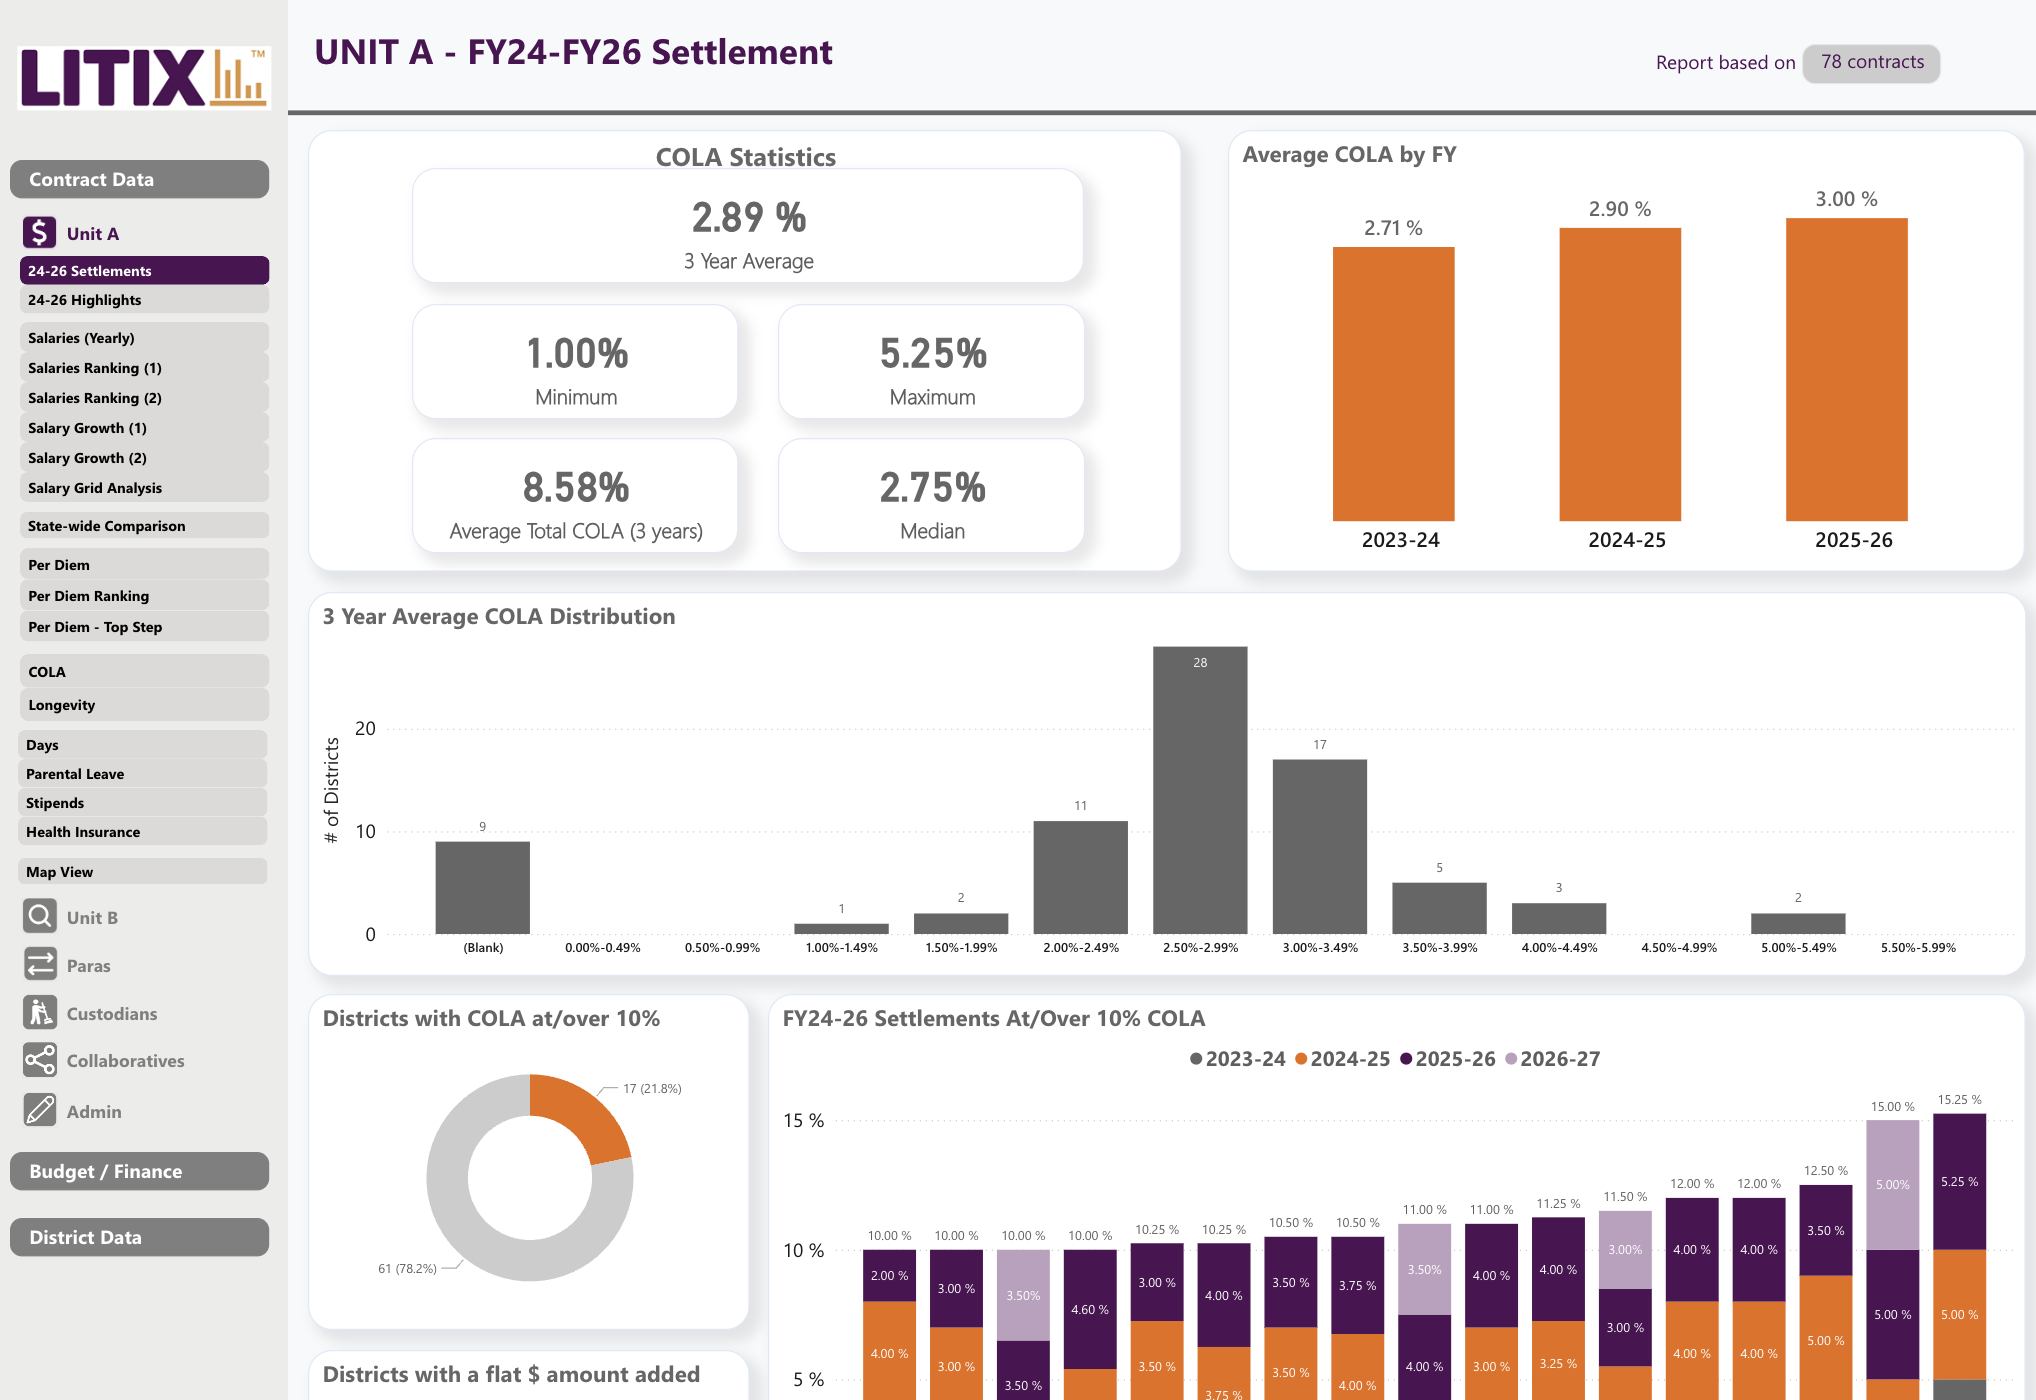 LITIX™
Contract Data
Unit A
24-26 Settlements
24-26 Highlights
Salaries (Yearly)
Salaries Ranking (1)
Salaries Ranking (2)
Salary Growth (1)
Salary Growth (2)
Salary Grid Analysis
State-wide Comparison
Per Diem
Per Diem Ranking
Per Diem - Top Step
COLA
Longevity
Days
Parental Leave
Stipends
Health Insurance
Map View
Unit B
Paras
Custodians
Collaboratives
Admin
Budget / Finance
District Data
UNIT A - FY24-FY26 Settlement
Report based on 78 contracts
COLA Statistics
2.89 %
3 Year Average
1.00%
Minimum
5.25%
Maximum
8.58%
Average Total COLA (3 years)
2.75%
Median
Average COLA by FY
2.71 % 2.90 % 3.00 %
2023-24 2024-25 2025-26
3 Year Average COLA Distribution
# of Districts
20
10
0
9 1 2 11 28 17 5 3 2
(Blank) 0.00%-0.49% 0.50%-0.99% 1.00%-1.49% 1.50%-1.99% 2.00%-2.49% 2.50%-2.99% 3.00%-3.49% 3.50%-3.99% 4.00%-4.49% 4.50%-4.99% 5.00%-5.49% 5.50%-5.99%
Districts with COLA at/over 10%
17 (21.8%)
61 (78.2%)
Districts with a flat $ amount added
FY24-26 Settlements At/Over 10% COLA
2023-24 2024-25 2025-26 2026-27
15 %
10 %
5 %
10.00 % 10.00 % 10.00 % 10.00 % 10.25 % 10.25 % 10.50 % 10.50 % 11.00 % 11.00 % 11.25 % 11.50 % 12.00 % 12.00 % 12.50 % 15.00 % 15.25 %
2.00 % 3.00 % 3.50% 4.60 % 3.00 % 4.00 % 3.50 % 3.75 % 3.50% 4.00 % 4.00 % 3.00% 4.00 % 4.00 % 3.50 % 5.00% 5.25 %
4.00 % 3.00 % 3.50 % 3.50 % 3.75 % 3.50 % 4.00 % 4.00 % 3.00 % 3.25 % 3.00 % 4.00 % 4.00 % 5.00 % 5.00 % 5.00 %